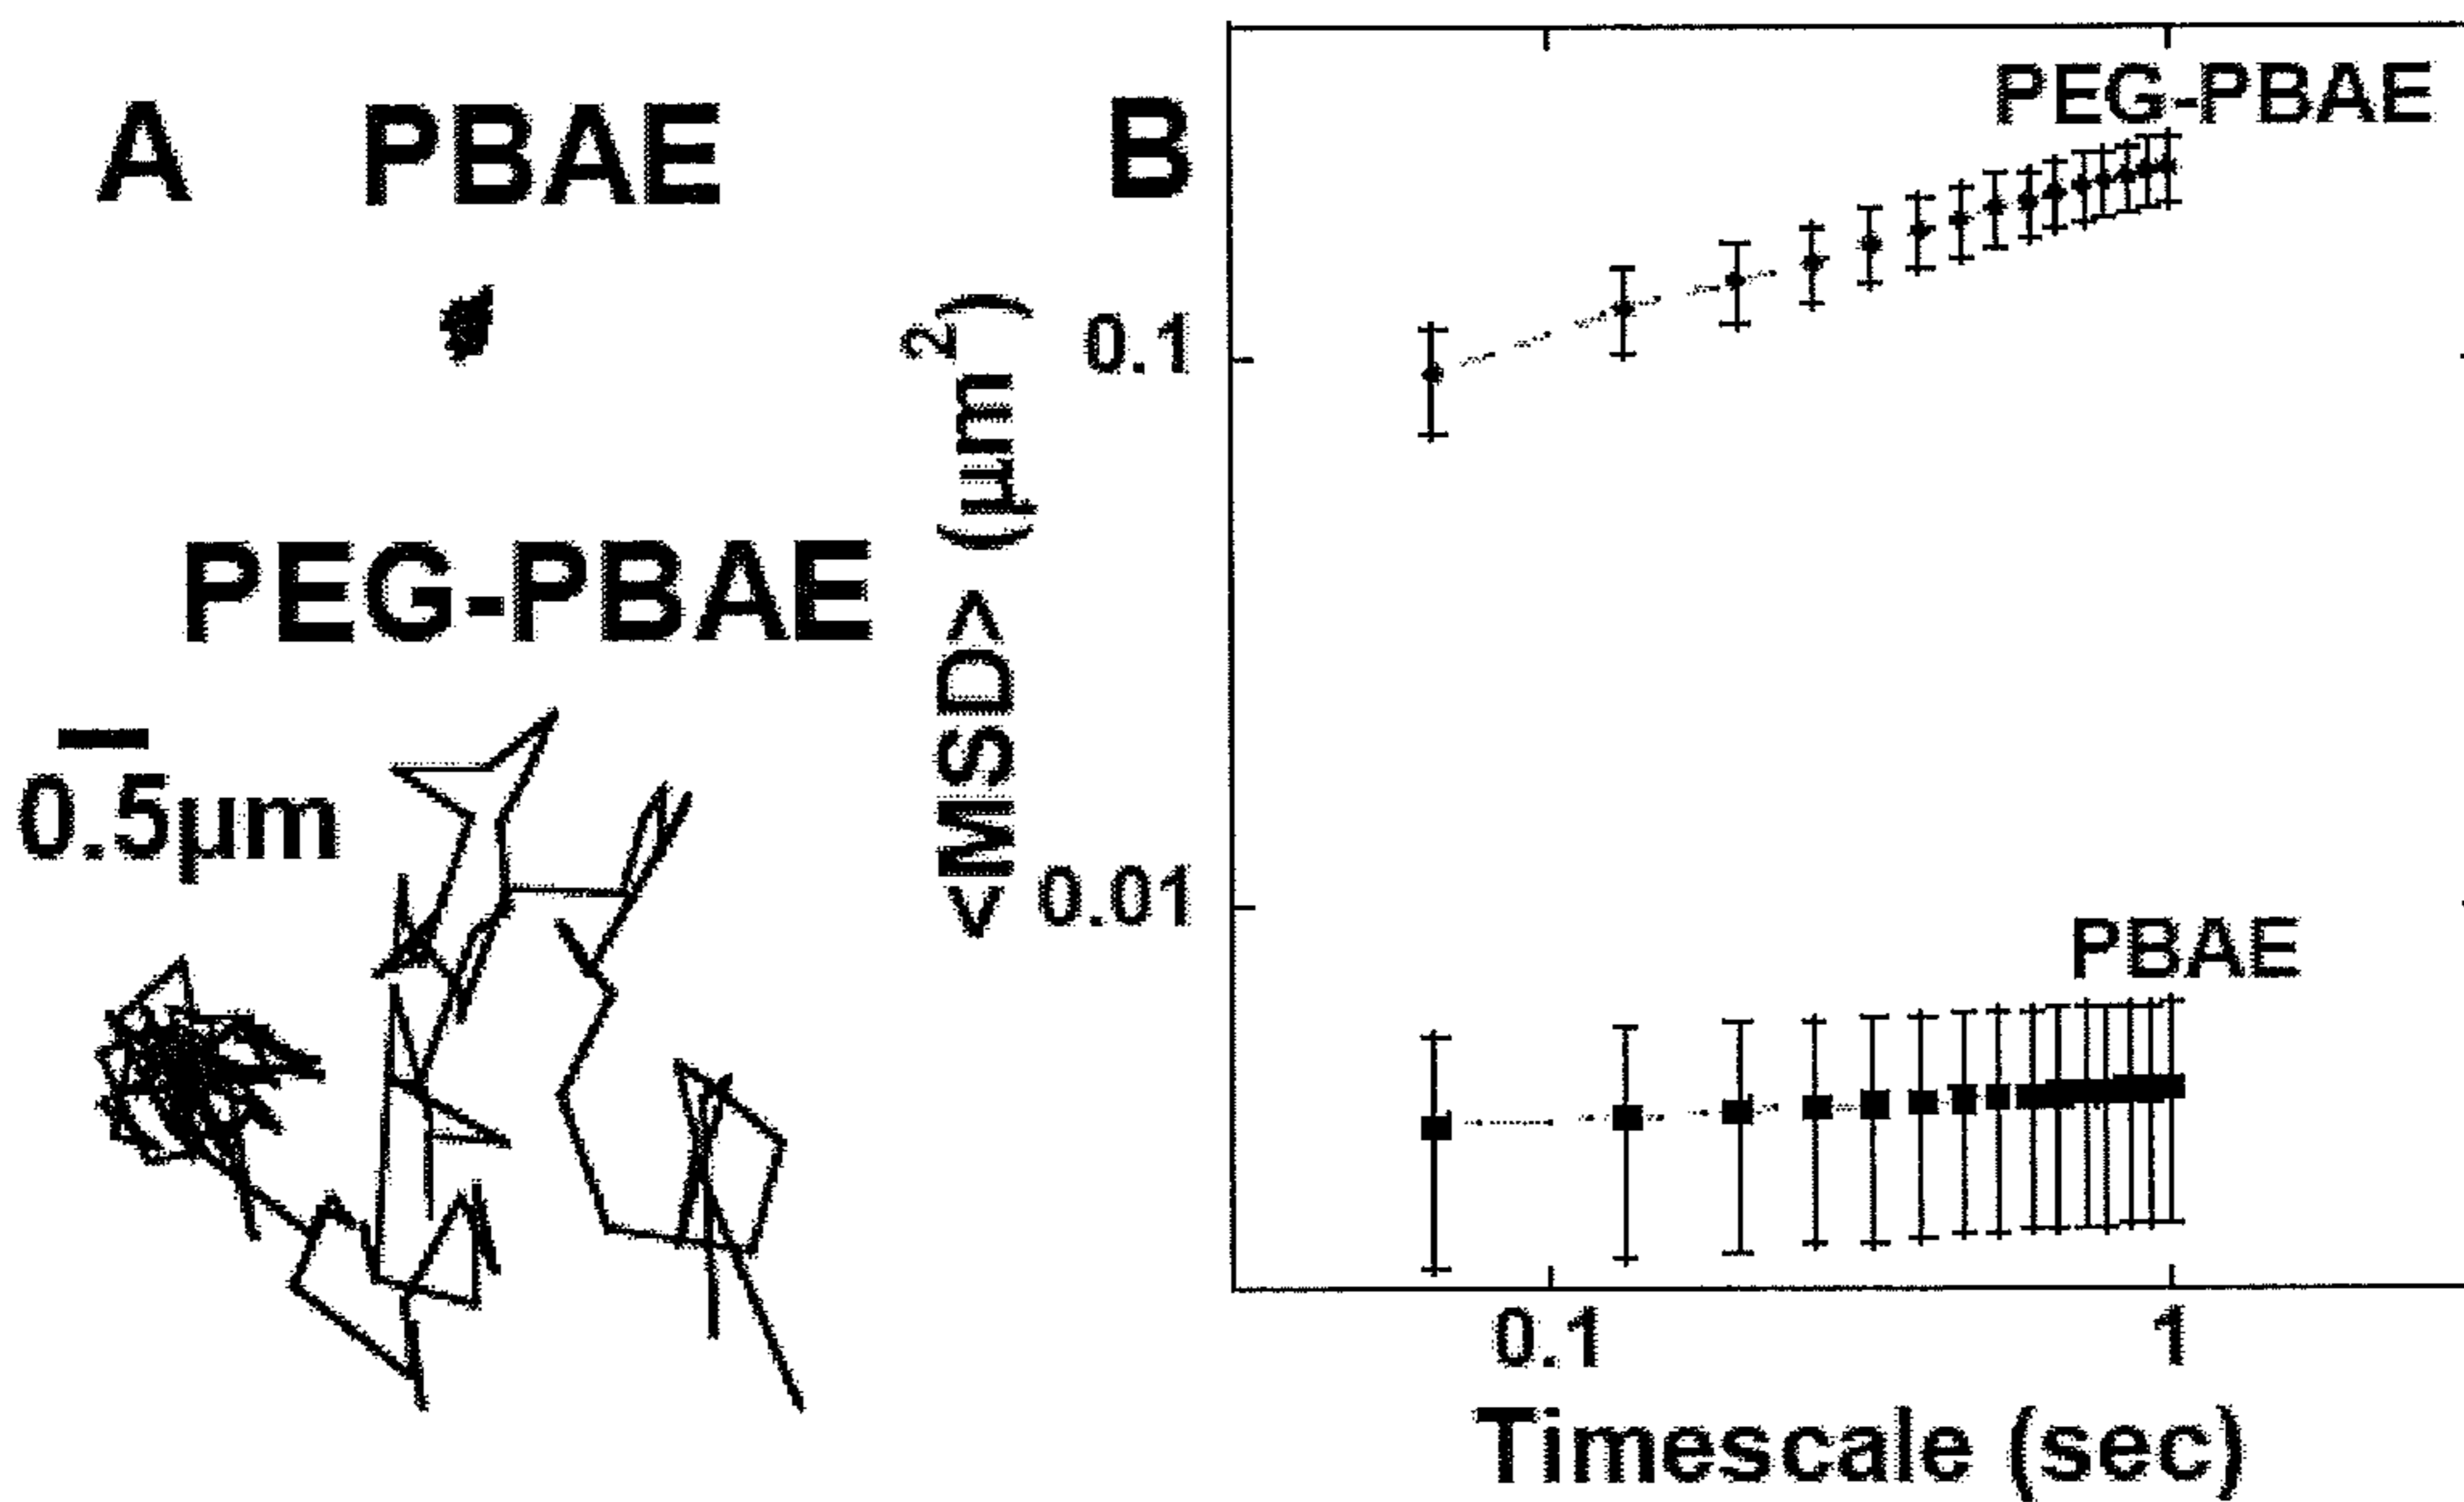 A PBAE
PEG-PBAE
0.5μm
B
<MSD> (μm²)
0.1
0.01
PEG-PBAE
PBAE
0.1 1
Timescale (sec)